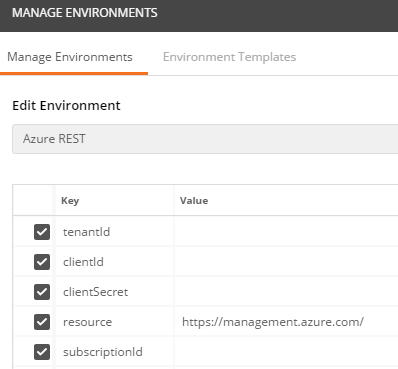 MANAGE ENVIRONMENTS
Manage Environments Environment Templates
Edit Environment
Azure REST
Key Value
tenantId
clientId
clientSecret
resource https://management.azure.com/
subscriptionId